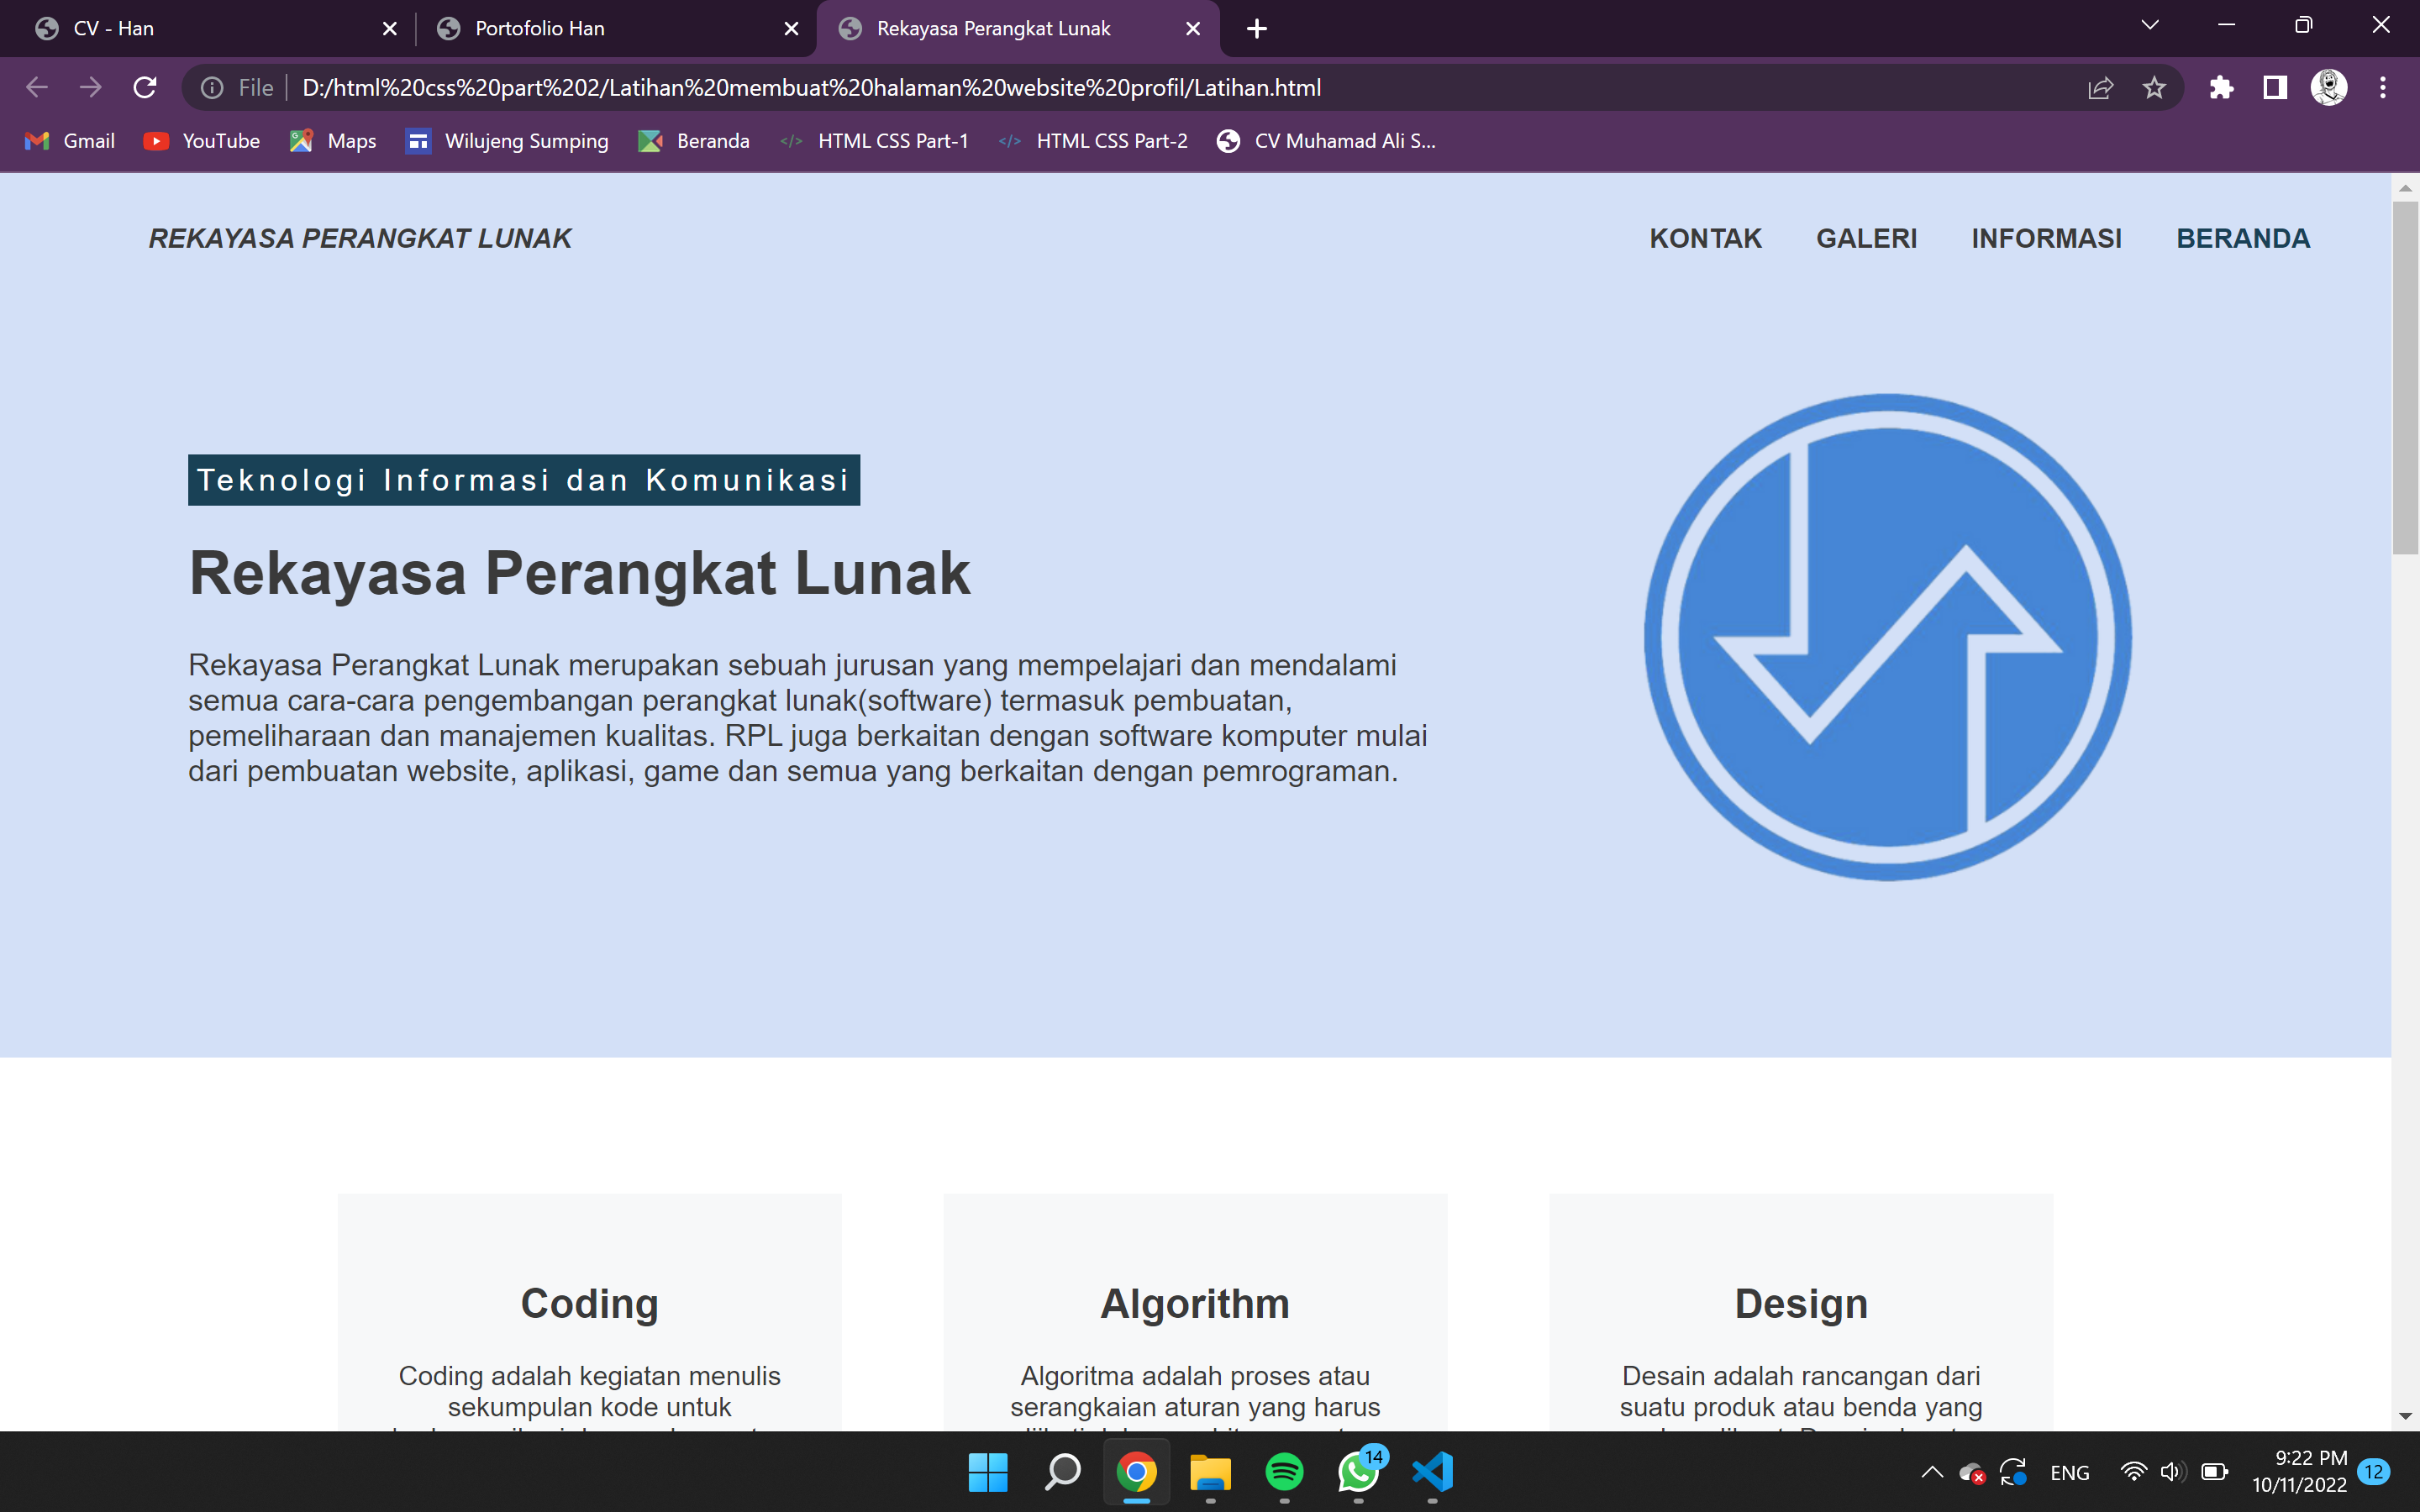 CV - Han
Portofolio Han
Rekayasa Perangkat Lunak
File
D:/html%20css%20part%202/Latihan%20membuat%20halaman%20website%20profil/Latihan.html
Gmail
YouTube
Maps
Wilujeng Sumping
Beranda
HTML CSS Part-1
HTML CSS Part-2
CV Muhamad Ali S...
REKAYASA PERANGKAT LUNAK
KONTAK
GALERI
INFORMASI
BERANDA
Teknologi Informasi dan Komunikasi
Rekayasa Perangkat Lunak
Rekayasa Perangkat Lunak merupakan sebuah jurusan yang mempelajari dan mendalami
semua cara-cara pengembangan perangkat lunak(software) termasuk pembuatan,
pemeliharaan dan manajemen kualitas. RPL juga berkaitan dengan software komputer mulai
dari pembuatan website, aplikasi, game dan semua yang berkaitan dengan pemrograman.
Coding
Coding adalah kegiatan menulis
sekumpulan kode untuk
Algorithm
Algoritma adalah proses atau
serangkaian aturan yang harus
Design
Desain adalah rancangan dari
suatu produk atau benda yang
14
ENG
9:22 PM
10/11/2022
12